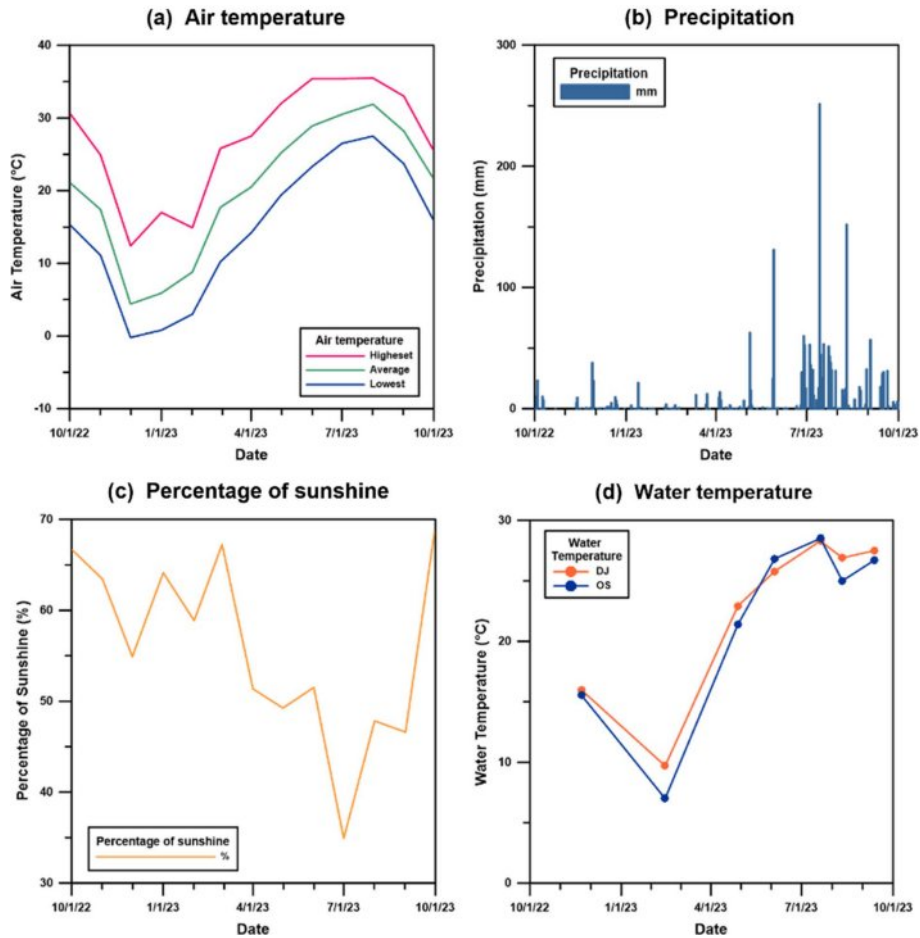 (a) Air temperature
40
30
20
10
0
-10
Air Temperature (°C)
Air temperature
Higheset
Average
Lowest
10/1/22 1/1/23 4/1/23 7/1/23 10/1/23
Date
(b) Precipitation
300
200
100
0
Precipitation (mm)
Precipitation
mm
10/1/22 1/1/23 4/1/23 7/1/23 10/1/23
Date
(c) Percentage of sunshine
70
60
50
40
30
Percentage of Sunshine (%)
Percentage of sunshine
%
10/1/22 1/1/23 4/1/23 7/1/23 10/1/23
Date
(d) Water temperature
30
20
10
0
Water Temperature (°C)
Water
Temperature
DJ
OS
10/1/22 1/1/23 4/1/23 7/1/23 10/1/23
Date